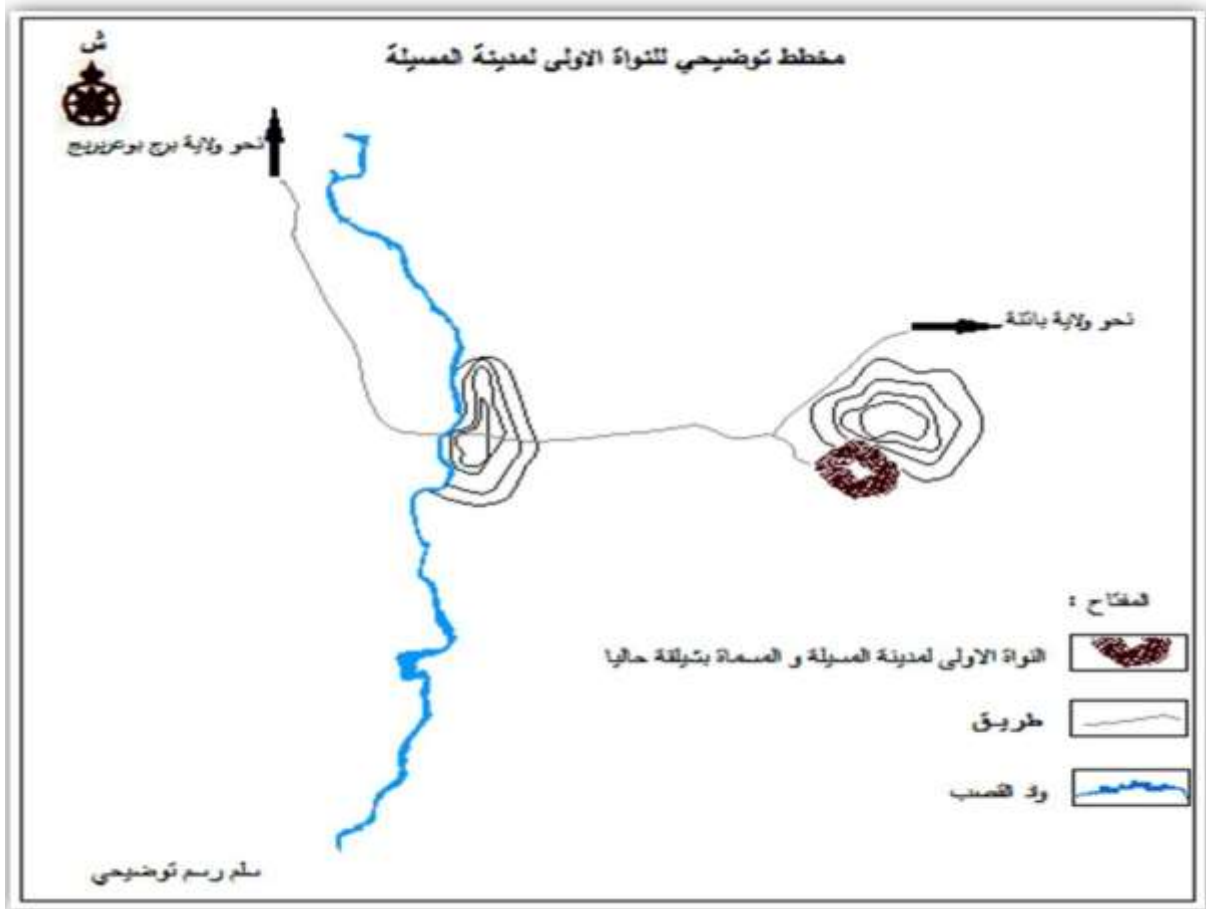 مخطط توضيحي للنواة الاولى لمدينة المسيلة
ش
نحو ولاية برج بوعريريج
نحو ولاية باتنة
المفتاح :
النواة الاولى لمدينة المسيلة و المسماة بشيلقة حاليا
طريق
واد القصب
سلم رسم توضيحي